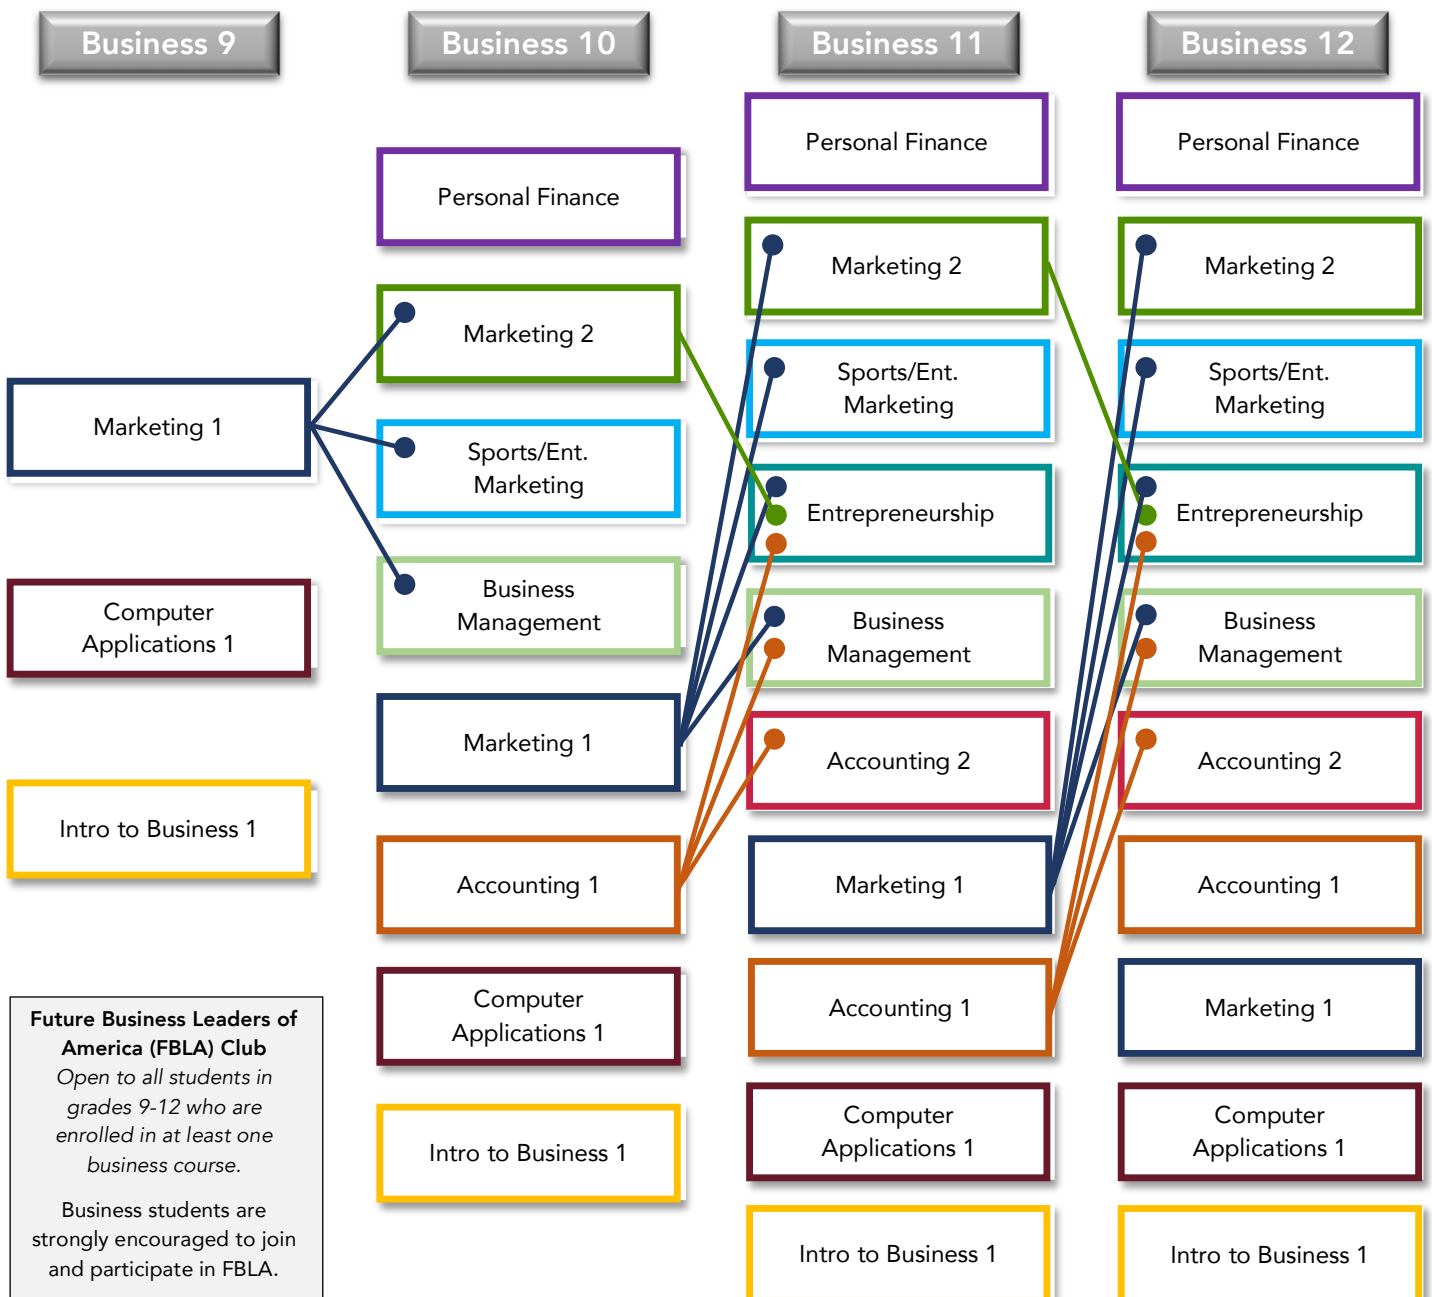 Business 9
Business 10
Business 11
Business 12
Marketing 1
Computer
Applications 1
Intro to Business 1
Future Business Leaders of
America (FBLA) Club
Open to all students in
grades 9-12 who are
enrolled in at least one
business course.
Business students are
strongly encouraged to join
and participate in FBLA.
Personal Finance
Marketing 2
Sports/Ent.
Marketing
Business
Management
Marketing 1
Accounting 1
Computer
Applications 1
Intro to Business 1
Personal Finance
Marketing 2
Sports/Ent.
Marketing
Entrepreneurship
Business
Management
Accounting 2
Marketing 1
Accounting 1
Computer
Applications 1
Intro to Business 1
Personal Finance
Marketing 2
Sports/Ent.
Marketing
Entrepreneurship
Business
Management
Accounting 2
Accounting 1
Marketing 1
Computer
Applications 1
Intro to Business 1